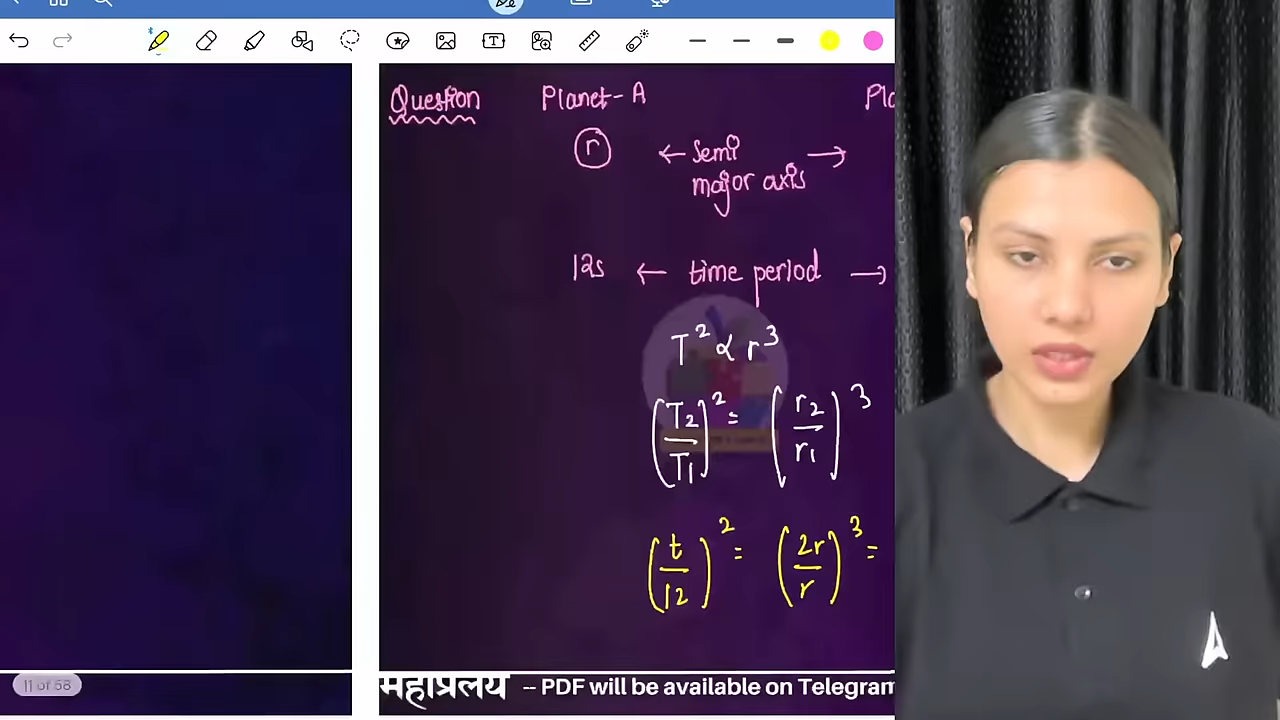 Question Planet-A
r ← Semi major axis →
12s ← time period →
T² ∝ r³
(T₂/T₁)² = (r₂/r₁)³
(t/12)² = (2r/r)³ =
11 of 58
महाप्रलय -- PDF will be available on Telegram